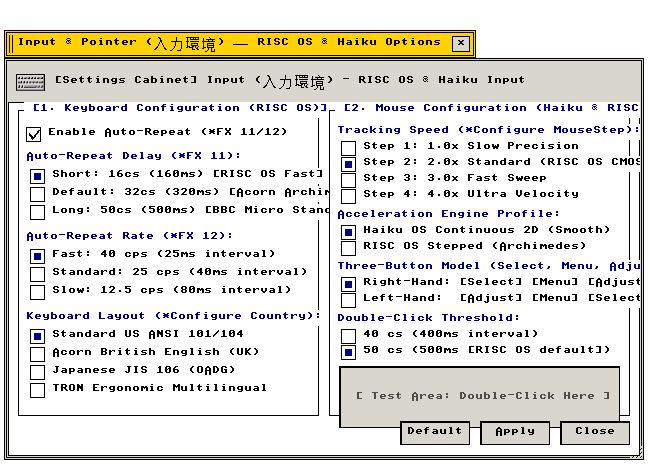 Input & Pointer (入力環境) — RISC OS & Haiku Options
[Settings Cabinet] Input (入力環境) - RISC OS & Haiku Input
[1. Keyboard Configuration (RISC OS)]
Enable Auto-Repeat (*FX 11/12)
Auto-Repeat Delay (*FX 11):
Short: 16cs (160ms) [RISC OS Fast]
Default: 32cs (320ms) [Acorn Archim
Long: 50cs (500ms) [BBC Micro Stand
Auto-Repeat Rate (*FX 12):
Fast: 40 cps (25ms interval)
Standard: 25 cps (40ms interval)
Slow: 12.5 cps (80ms interval)
Keyboard Layout (*Configure Country):
Standard US ANSI 101/104
Acorn British English (UK)
Japanese JIS 106 (OADG)
TRON Ergonomic Multilingual
[2. Mouse Configuration (Haiku & RISC
Tracking Speed (*Configure MouseStep):
Step 1: 1.0x Slow Precision
Step 2: 2.0x Standard (RISC OS CMOS
Step 3: 3.0x Fast Sweep
Step 4: 4.0x Ultra Velocity
Acceleration Engine Profile:
Haiku OS Continuous 2D (Smooth)
RISC OS Stepped (Archimedes)
Three-Button Model (Select, Menu, Adju
Right-Hand: [Select] [Menu] [Adjust
Left-Hand: [Adjust] [Menu] [Select
Double-Click Threshold:
40 cs (400ms interval)
50 cs (500ms [RISC OS default])
[ Test Area: Double-Click Here ]
Default
Apply
Close